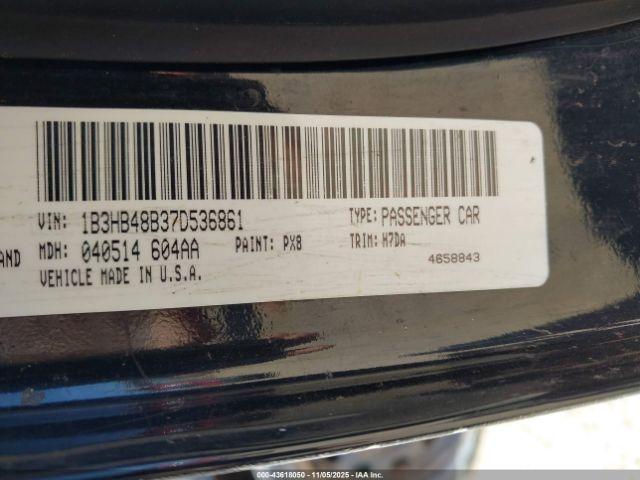 VIN: 1B3HB48B37D536861 TYPE: PASSENGER CAR
AND MDH: 040514 604AA PAINT: PX8 TRIM: H7DA
VEHICLE MADE IN U.S.A. 4658843
000-43618050 - 11/05/2025 - IAA Inc.